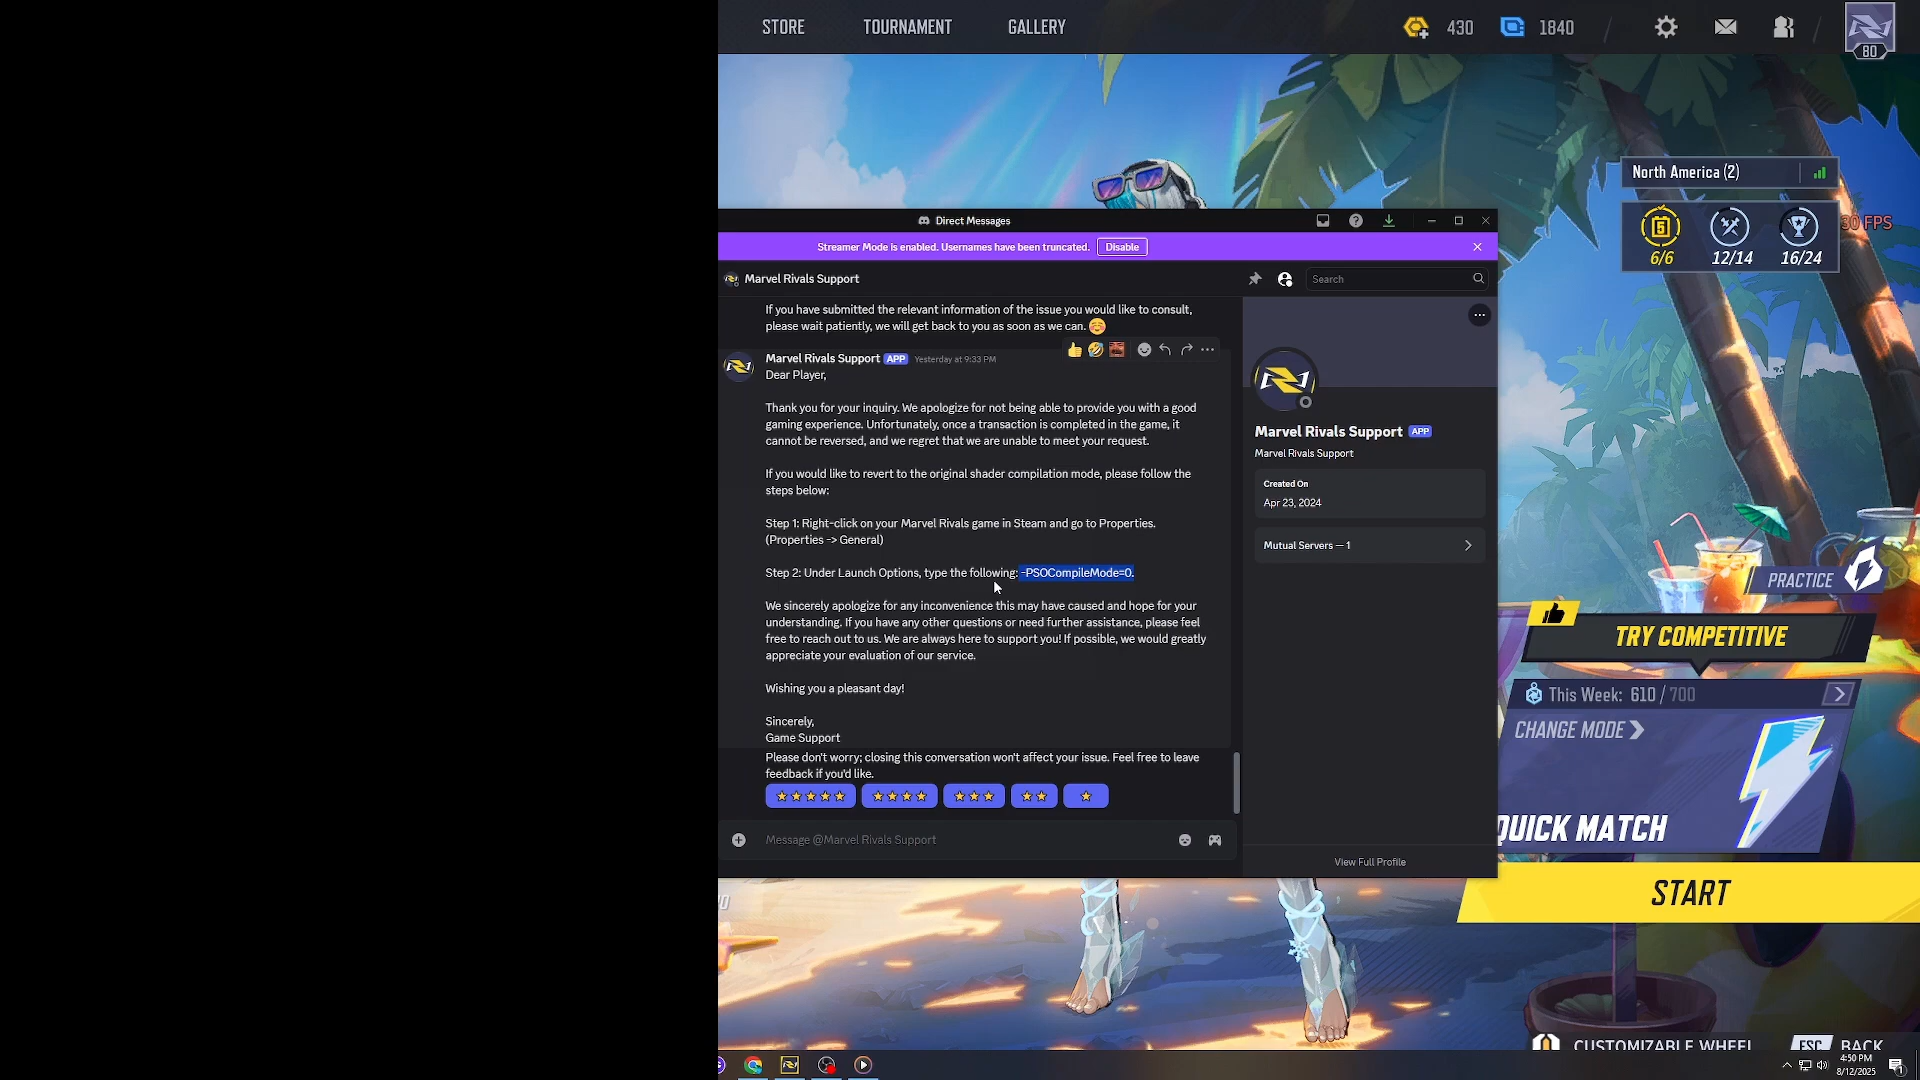 STORE
TOURNAMENT
GALLERY
430
1840
80
North America (2)
30 FPS
6
6/6
12/14
16/24
Direct Messages
Streamer Mode is enabled. Usernames have been truncated.
Disable
Marvel Rivals Support
Search
If you have submitted the relevant information of the issue you would like to consult,
please wait patiently, we will get back to you as soon as we can.
Marvel Rivals Support APP Yesterday at 9:33 PM
Dear Player,
Thank you for your inquiry. We apologize for not being able to provide you with a good
gaming experience. Unfortunately, once a transaction is completed in the game, it
cannot be reversed, and we regret that we are unable to meet your request.
If you would like to revert to the original shader compilation mode, please follow the
steps below:
Step 1: Right-click on your Marvel Rivals game in Steam and go to Properties.
(Properties -> General)
Step 2: Under Launch Options, type the following: -PSOCompileMode=0.
We sincerely apologize for any inconvenience this may have caused and hope for your
understanding. If you have any other questions or need further assistance, please feel
free to reach out to us. We are always here to support you! If possible, we would greatly
appreciate your evaluation of our service.
Wishing you a pleasant day!
Sincerely,
Game Support
Please don't worry; closing this conversation won't affect your issue. Feel free to leave
feedback if you'd like.
Message @Marvel Rivals Support
Marvel Rivals Support APP
Marvel Rivals Support
Created On
Apr 23, 2024
Mutual Servers — 1
View Full Profile
PRACTICE
TRY COMPETITIVE
This Week: 610 / 700
CHANGE MODE
QUICK MATCH
START
CUSTOMIZABLE WHEEL
ESC BACK
4:50 PM
8/12/2025
1